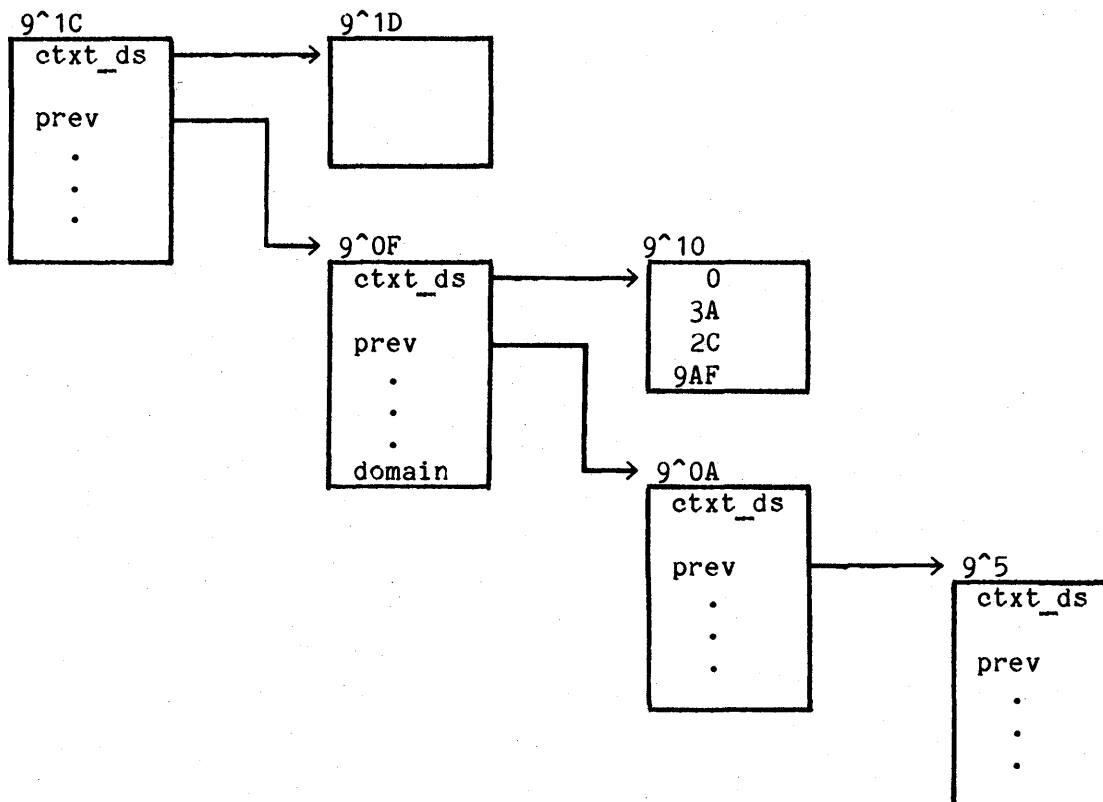 9^1C
ctxt_ds
prev
.
.
.
9^1D
9^0F
ctxt_ds
prev
.
.
.
domain
9^10
0
3A
2C
9AF
9^0A
ctxt_ds
prev
.
.
.
9^5
ctxt_ds
prev
.
.
.